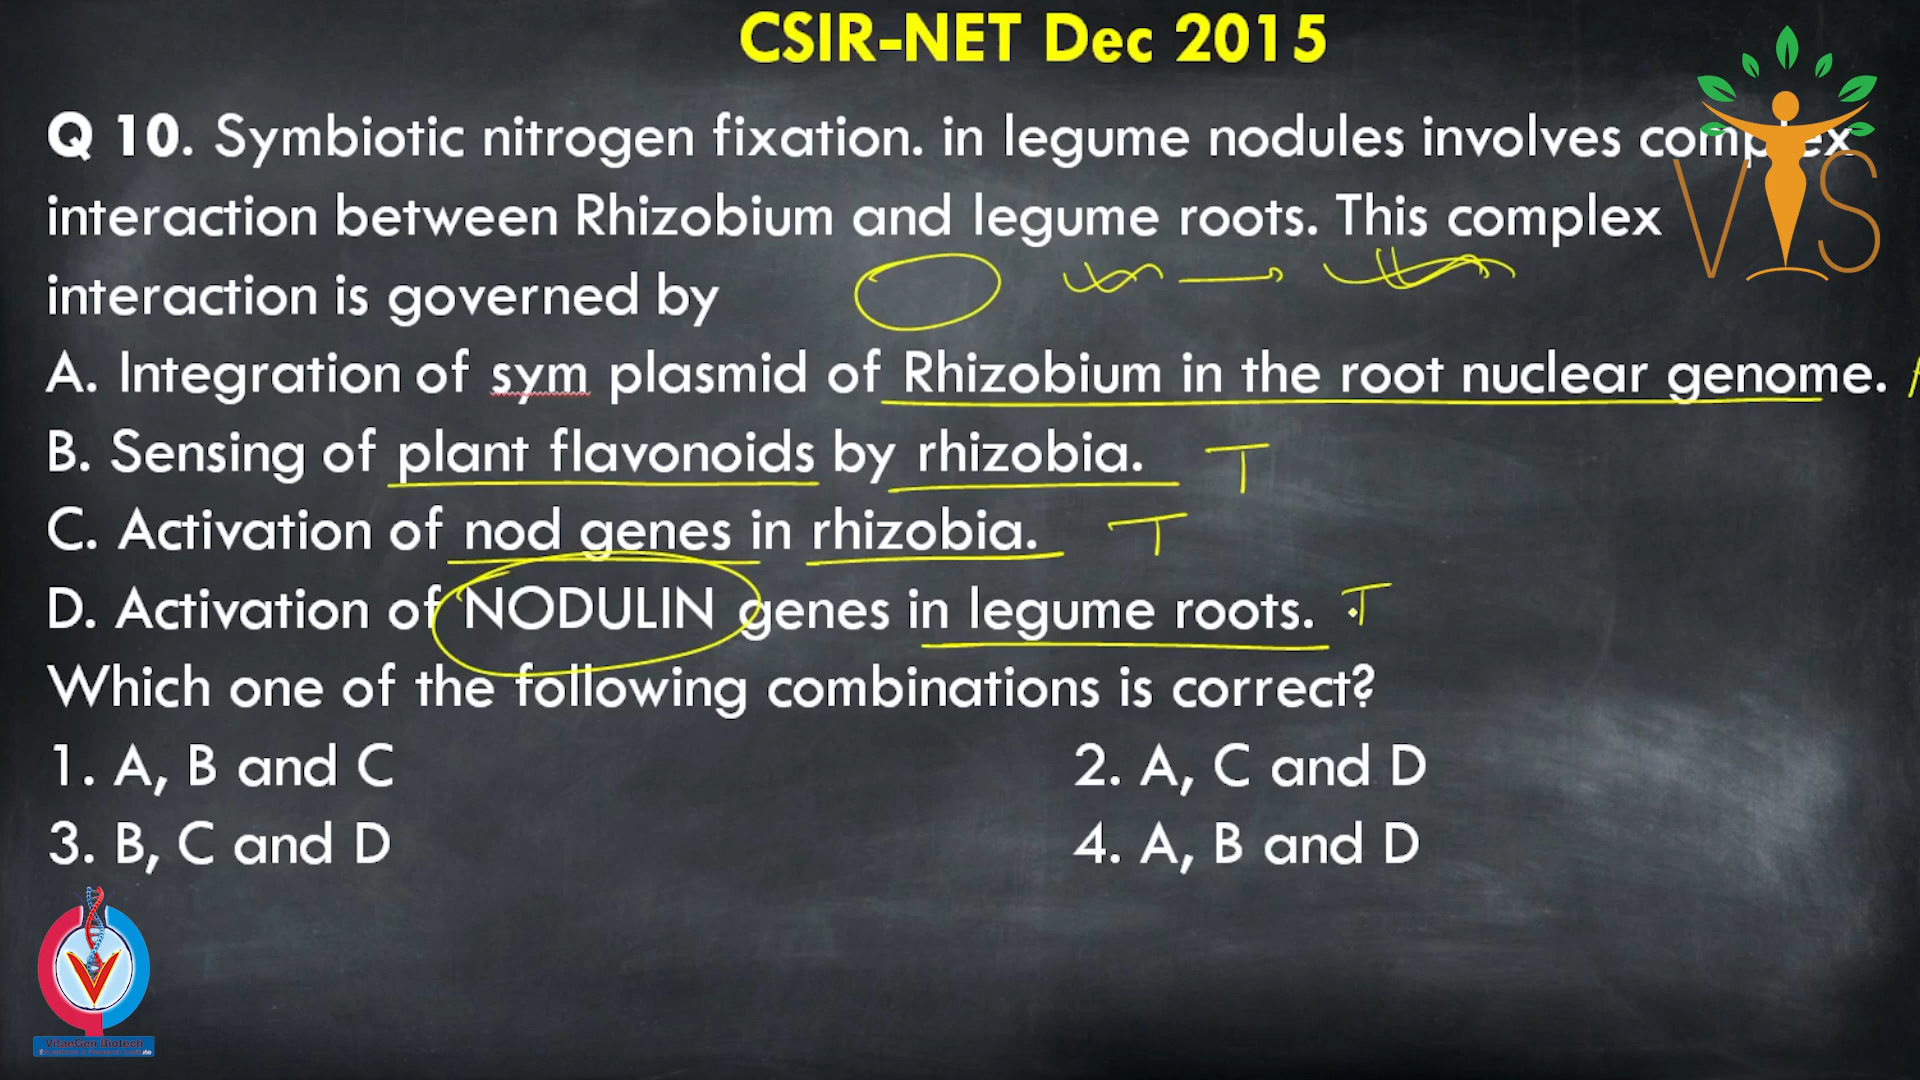 CSIR-NET Dec 2015
Q 10. Symbiotic nitrogen fixation. in legume nodules involves complex
interaction between Rhizobium and legume roots. This complex
interaction is governed by
A. Integration of sym plasmid of Rhizobium in the root nuclear genome.
B. Sensing of plant flavonoids by rhizobia. T
C. Activation of nod genes in rhizobia. T
D. Activation of NODULIN genes in legume roots. T
Which one of the following combinations is correct?
1. A, B and C
2. A, C and D
3. B, C and D
4. A, B and D
VIS
V
VitaeGen Biotech